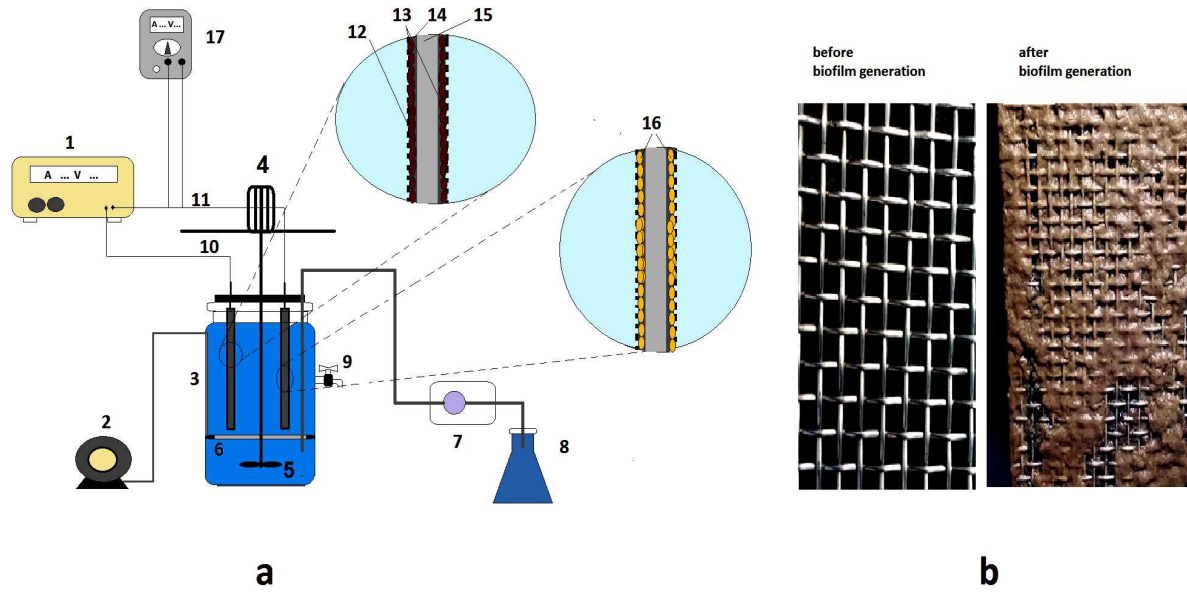 A ... V...
17
1
A ... V ...
4
11
10
3
9
2
6
5
7
8
12
13
14
15
16
before
biofilm generation
after
biofilm generation
a
b